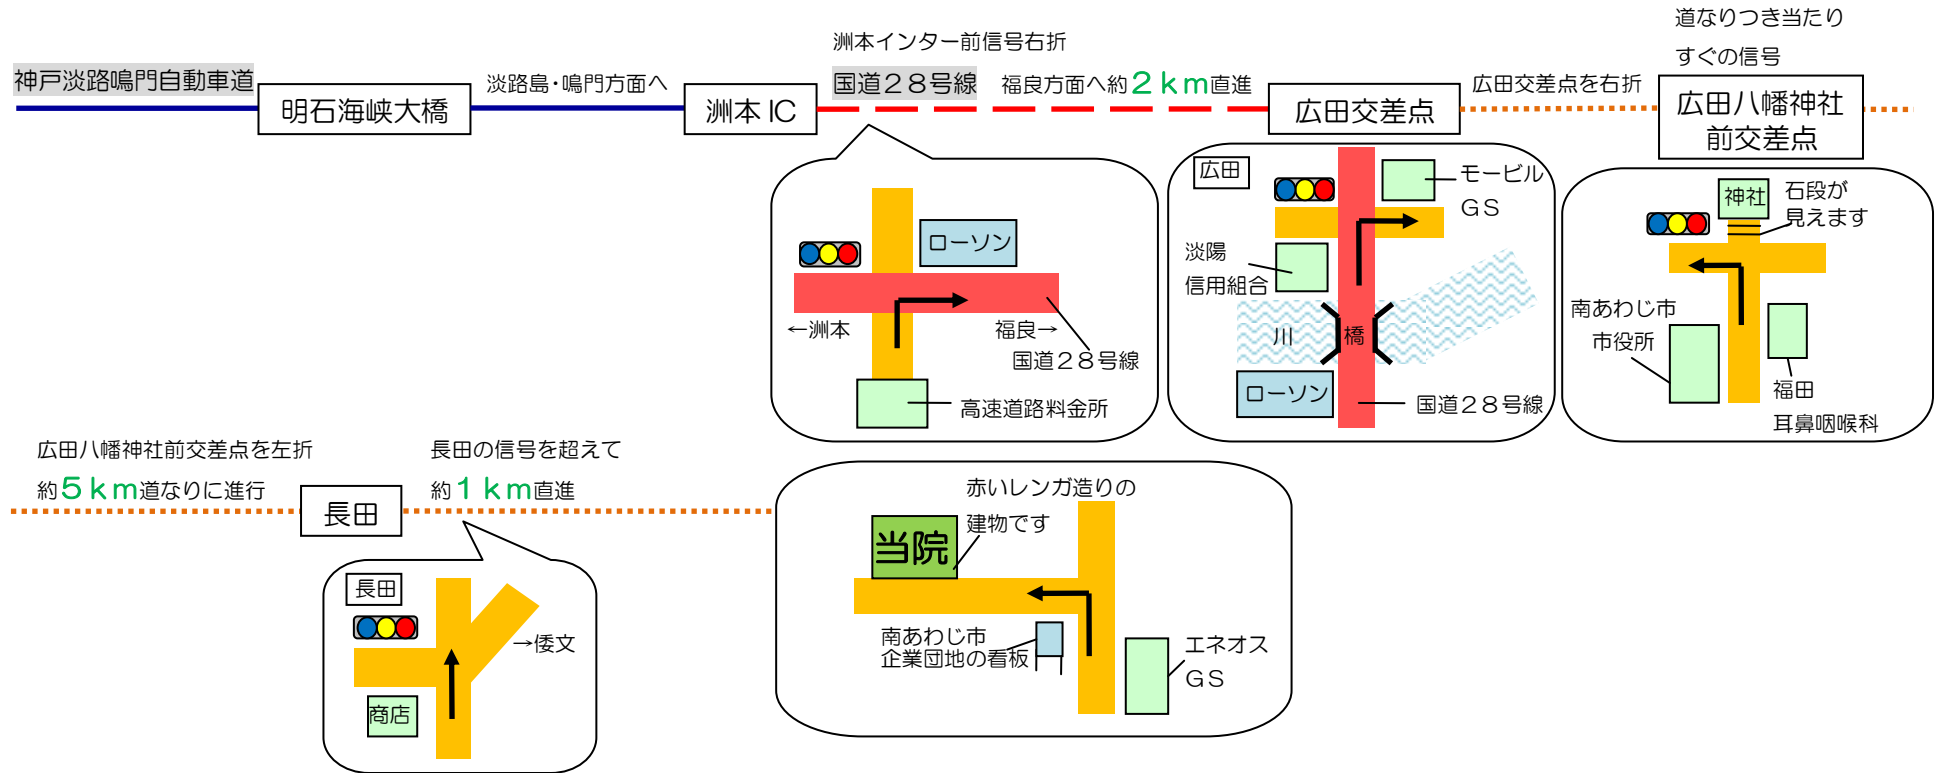 神戸淡路鳴門自動車道
明石海峡大橋
淡路島・鳴門方面へ
洲本 IC
洲本インター前信号右折
国道２８号線
福良方面へ約２ｋｍ直進
広田交差点
広田交差点を右折
道なりつき当たり
すぐの信号
広田八幡神社
前交差点
ローソン
←洲本
福良→
国道２８号線
高速道路料金所
広田
モービル
ＧＳ
淡陽
信用組合
川
橋
ローソン
国道２８号線
神社
石段が
見えます
南あわじ市
市役所
福田
耳鼻咽喉科
広田八幡神社前交差点を左折
約５ｋｍ道なりに進行
長田
長田の信号を超えて
約１ｋｍ直進
長田
→倭文
商店
赤いレンガ造りの
建物です
当院
南あわじ市
企業団地の看板
エネオス
ＧＳ